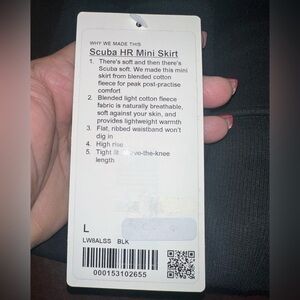 WHY WE MADE THIS
Scuba HR Mini Skirt
1. There's soft and then there's
Scuba soft. We made this mini
skirt from blended cotton
fleece for peak post-practise
comfort
2. Blended light cotton fleece
fabric is naturally breathable,
soft against your skin, and
provides lightweight warmth
3. Flat, ribbed waistband won't
dig in
4. High rise
5. Tight fit,
length
L
LW8ALSS BLK
000153102655